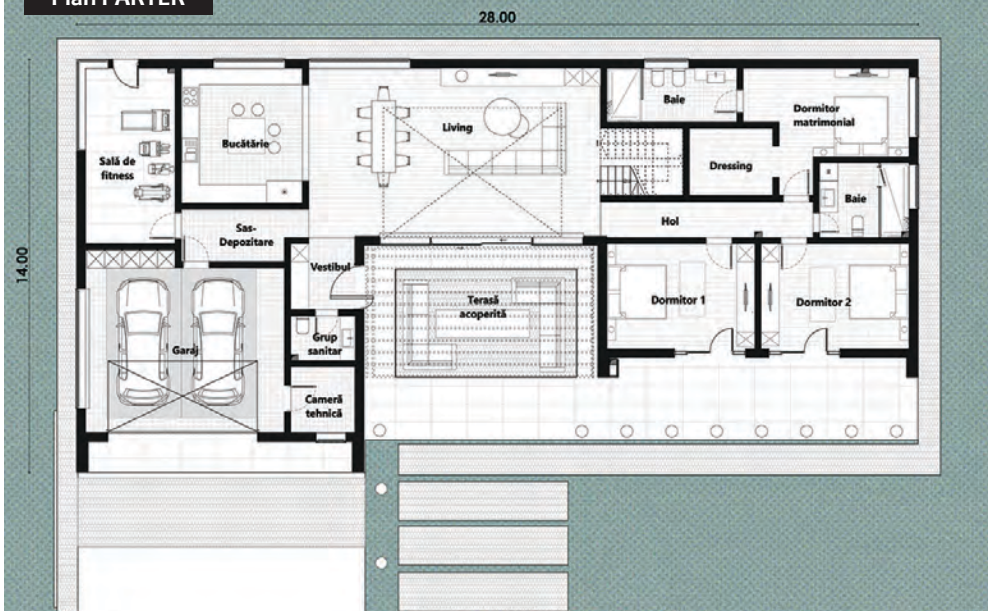 Plan PARTER
28.00
14.00
Sală de
fitness
Bucătărie
Living
Baie
Dormitor
matrimonial
Dressing
Baie
Sas-
Depozitare
Hol
Vestibul
Terasă
acoperită
Dormitor 1
Dormitor 2
Garaj
Grup
sanitar
Cameră
tehnică